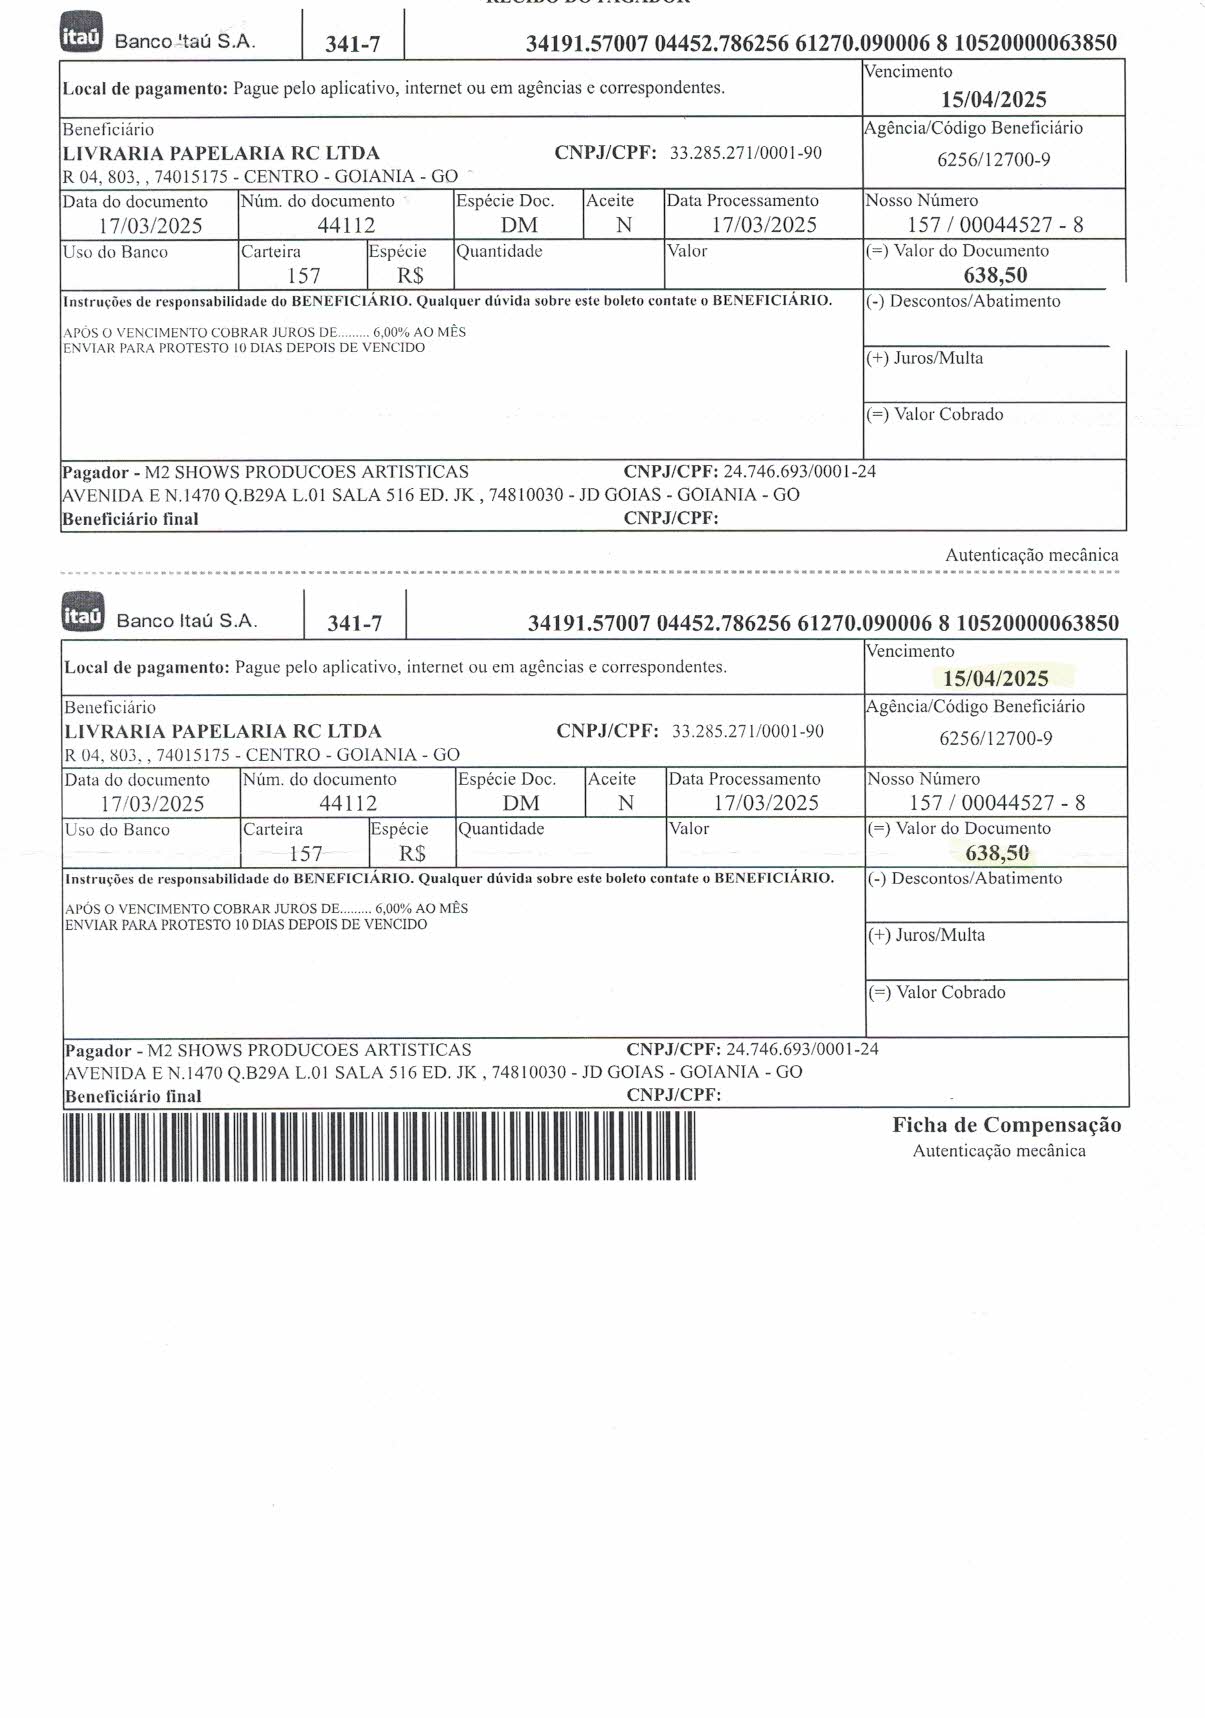 RECIBO DO PAGADOR
itaú Banco Itaú S.A. 341-7 34191.57007 04452.786256 61270.090006 8 10520000063850
Local de pagamento: Pague pelo aplicativo, internet ou em agências e correspondentes.
Vencimento
15/04/2025
Beneficiário
LIVRARIA PAPELARIA RC LTDA CNPJ/CPF: 33.285.271/0001-90
R 04, 803, , 74015175 - CENTRO - GOIANIA - GO
Agência/Código Beneficiário
6256/12700-9
Data do documento Núm. do documento Espécie Doc. Aceite Data Processamento Nosso Número
17/03/2025 44112 DM N 17/03/2025 157 / 00044527 - 8
Uso do Banco Carteira Espécie Quantidade Valor (=) Valor do Documento
157 R$ 638,50
Instruções de responsabilidade do BENEFICIÁRIO. Qualquer dúvida sobre este boleto contate o BENEFICIÁRIO.
(-) Descontos/Abatimento
APÓS O VENCIMENTO COBRAR JUROS DE......... 6,00% AO MÊS
ENVIAR PARA PROTESTO 10 DIAS DEPOIS DE VENCIDO
(+) Juros/Multa
(=) Valor Cobrado
Pagador - M2 SHOWS PRODUCOES ARTISTICAS CNPJ/CPF: 24.746.693/0001-24
AVENIDA E N.1470 Q.B29A L.01 SALA 516 ED. JK , 74810030 - JD GOIAS - GOIANIA - GO
Beneficiário final CNPJ/CPF:
Autenticação mecânica
itaú Banco Itaú S.A. 341-7 34191.57007 04452.786256 61270.090006 8 10520000063850
Local de pagamento: Pague pelo aplicativo, internet ou em agências e correspondentes.
Vencimento
15/04/2025
Beneficiário
LIVRARIA PAPELARIA RC LTDA CNPJ/CPF: 33.285.271/0001-90
R 04, 803, , 74015175 - CENTRO - GOIANIA - GO
Agência/Código Beneficiário
6256/12700-9
Data do documento Núm. do documento Espécie Doc. Aceite Data Processamento Nosso Número
17/03/2025 44112 DM N 17/03/2025 157 / 00044527 - 8
Uso do Banco Carteira Espécie Quantidade Valor (=) Valor do Documento
157 R$ 638,50
Instruções de responsabilidade do BENEFICIÁRIO. Qualquer dúvida sobre este boleto contate o BENEFICIÁRIO.
(-) Descontos/Abatimento
APÓS O VENCIMENTO COBRAR JUROS DE......... 6,00% AO MÊS
ENVIAR PARA PROTESTO 10 DIAS DEPOIS DE VENCIDO
(+) Juros/Multa
(=) Valor Cobrado
Pagador - M2 SHOWS PRODUCOES ARTISTICAS CNPJ/CPF: 24.746.693/0001-24
AVENIDA E N.1470 Q.B29A L.01 SALA 516 ED. JK , 74810030 - JD GOIAS - GOIANIA - GO
Beneficiário final CNPJ/CPF:
Ficha de Compensação
Autenticação mecânica